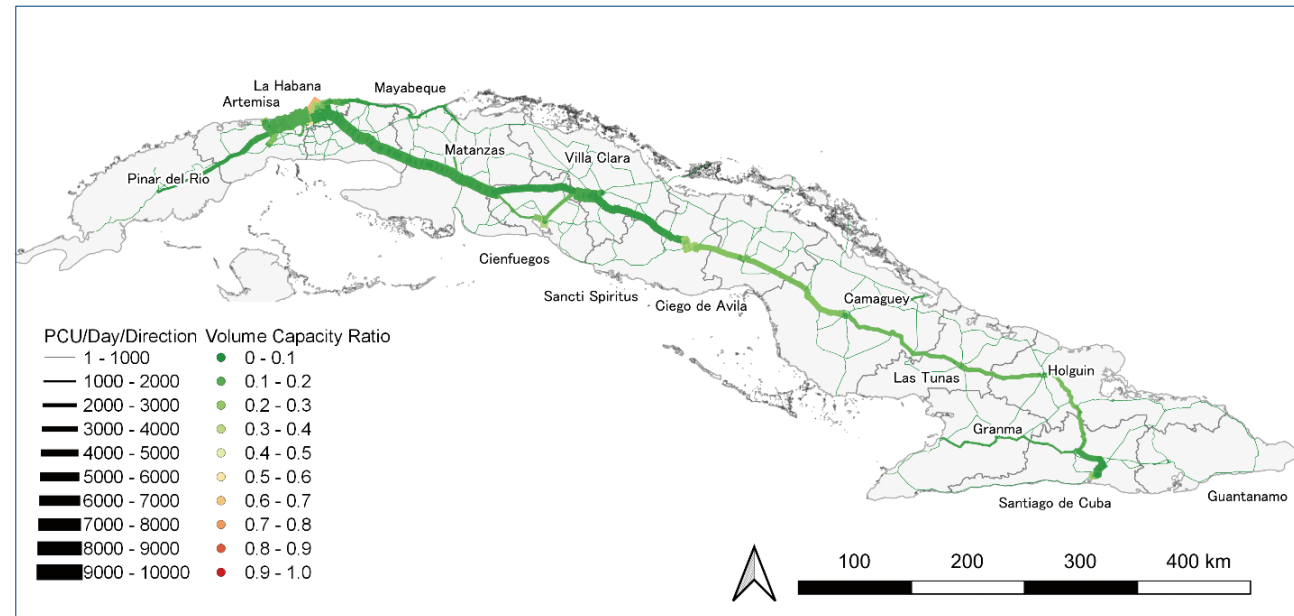 La Habana
Mayabeque
Artemisa
Matanzas
Villa Clara
Pinar del Rio
Cienfuegos
Sancti Spiritus
Ciego de Avila
Camaguey
Las Tunas
Holguin
Granma
Santiago de Cuba
Guantanamo
PCU/Day/Direction Volume Capacity Ratio
1 - 1000 0 - 0.1
1000 - 2000 0.1 - 0.2
2000 - 3000 0.2 - 0.3
3000 - 4000 0.3 - 0.4
4000 - 5000 0.4 - 0.5
5000 - 6000 0.5 - 0.6
6000 - 7000 0.6 - 0.7
7000 - 8000 0.7 - 0.8
8000 - 9000 0.8 - 0.9
9000 - 10000 0.9 - 1.0
100 200 300 400 km